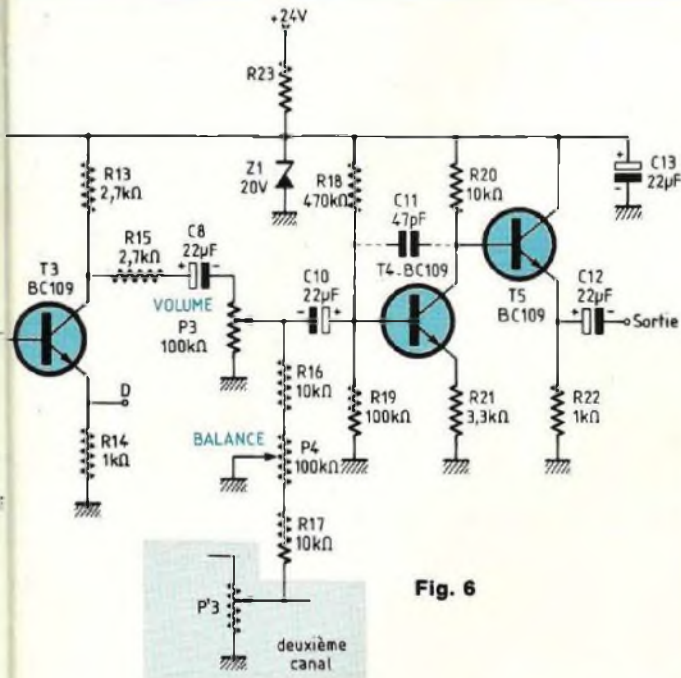 +24V
R23
R13
2,7kΩ
Z1
20V
R18
470kΩ
C11
47pF
R20
10kΩ
C13
22µF
R15
2,7kΩ
C8
22µF
T3
BC109
VOLUME
P3
100kΩ
C10
22µF
T4.BC109
T5
BC109
C12
22µF
Sortie
D
R14
1kΩ
R16
10kΩ
BALANCE
P4
100kΩ
R19
100kΩ
R21
3,3kΩ
R22
1kΩ
R17
10kΩ
P'3
deuxième
canal
Fig. 6